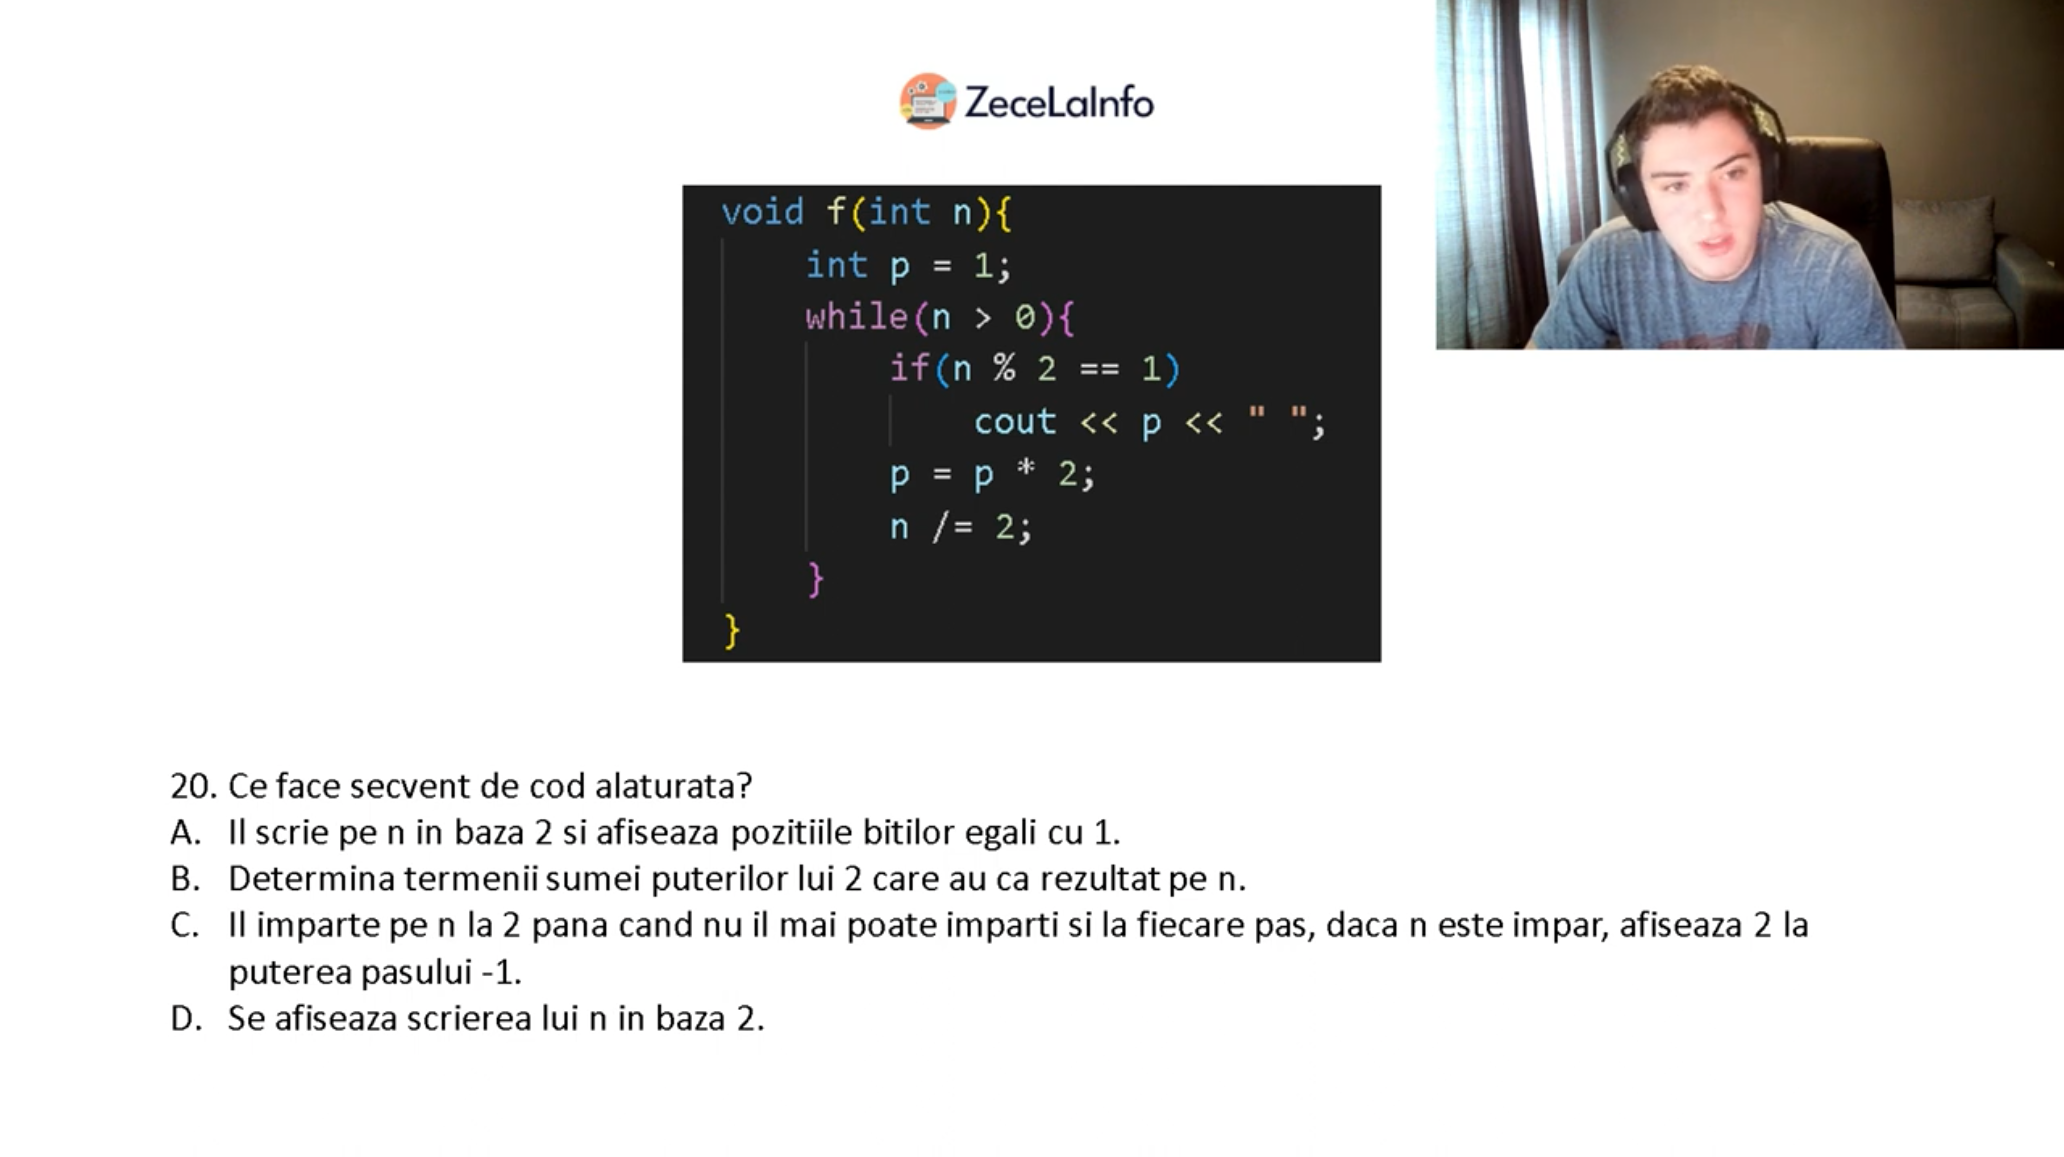 ZeceLaInfo
void f(int n){
int p = 1;
while(n > 0){
if(n % 2 == 1)
cout << p << " ";
p = p * 2;
n /= 2;
}
}
20. Ce face secvent de cod alaturata?
A. Il scrie pe n in baza 2 si afiseaza pozitiile bitilor egali cu 1.
B. Determina termenii sumei puterilor lui 2 care au ca rezultat pe n.
C. Il imparte pe n la 2 pana cand nu il mai poate imparti si la fiecare pas, daca n este impar, afiseaza 2 la
puterea pasului -1.
D. Se afiseaza scrierea lui n in baza 2.